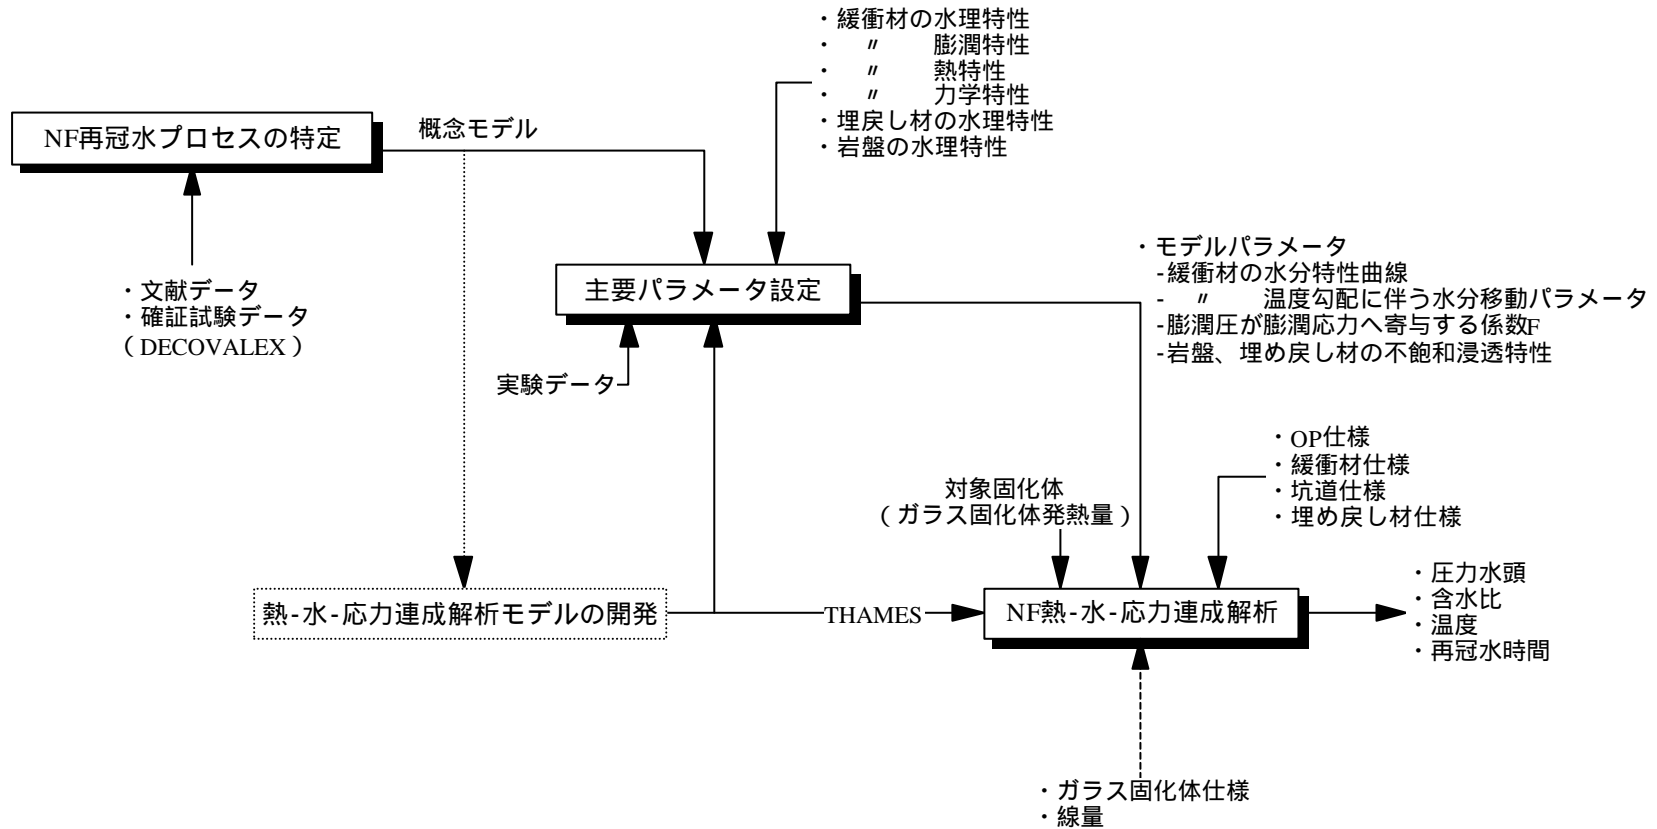 ・緩衝材の水理特性
・ 〃 膨潤特性
・ 〃 熱特性
・ 〃 力学特性
・埋戻し材の水理特性
・岩盤の水理特性
NF再冠水プロセスの特定
概念モデル
・文献データ
・確証試験データ
（DECOVALEX）
主要パラメータ設定
実験データ
・モデルパラメータ
-緩衝材の水分特性曲線
- 〃 温度勾配に伴う水分移動パラメータ
-膨潤圧が膨潤応力へ寄与する係数F
-岩盤、埋め戻し材の不飽和浸透特性
・OP仕様
・緩衝材仕様
・坑道仕様
・埋め戻し材仕様
対象固化体
（ガラス固化体発熱量）
熱-水-応力連成解析モデルの開発
THAMES
NF熱-水-応力連成解析
・圧力水頭
・含水比
・温度
・再冠水時間
・ガラス固化体仕様
・線量